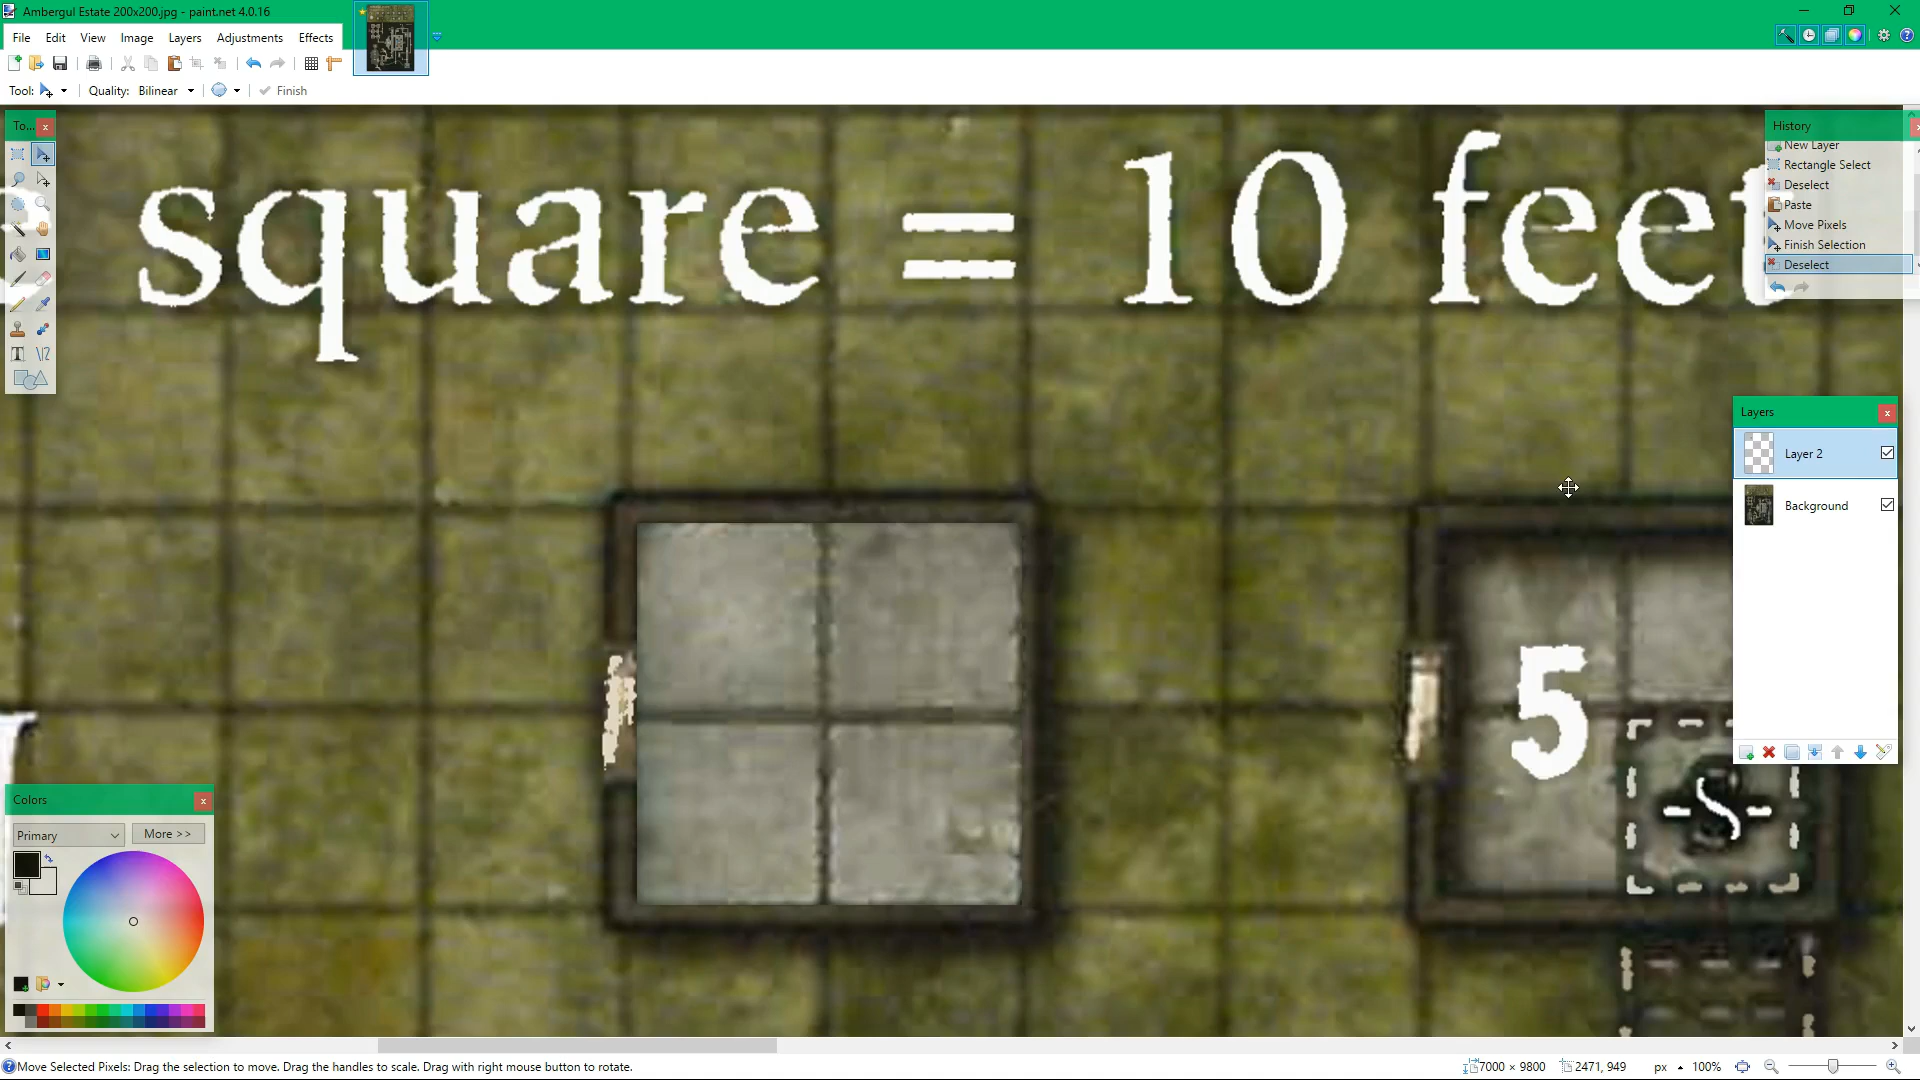 Ambergul Estate 200x200.jpg - paint.net 4.0.16
File Edit View Image Layers Adjustments Effects
Tool: Quality: Bilinear Finish
To... x
History
New Layer
Rectangle Select
Deselect
Paste
Move Pixels
Finish Selection
Deselect
square = 10 feet
Layers x
Layer 2
Background
5
S
Colors x
Primary More >>
Move Selected Pixels: Drag the selection to move. Drag the handles to scale. Drag with right mouse button to rotate.
7000 × 9800 2471, 949 px 100%